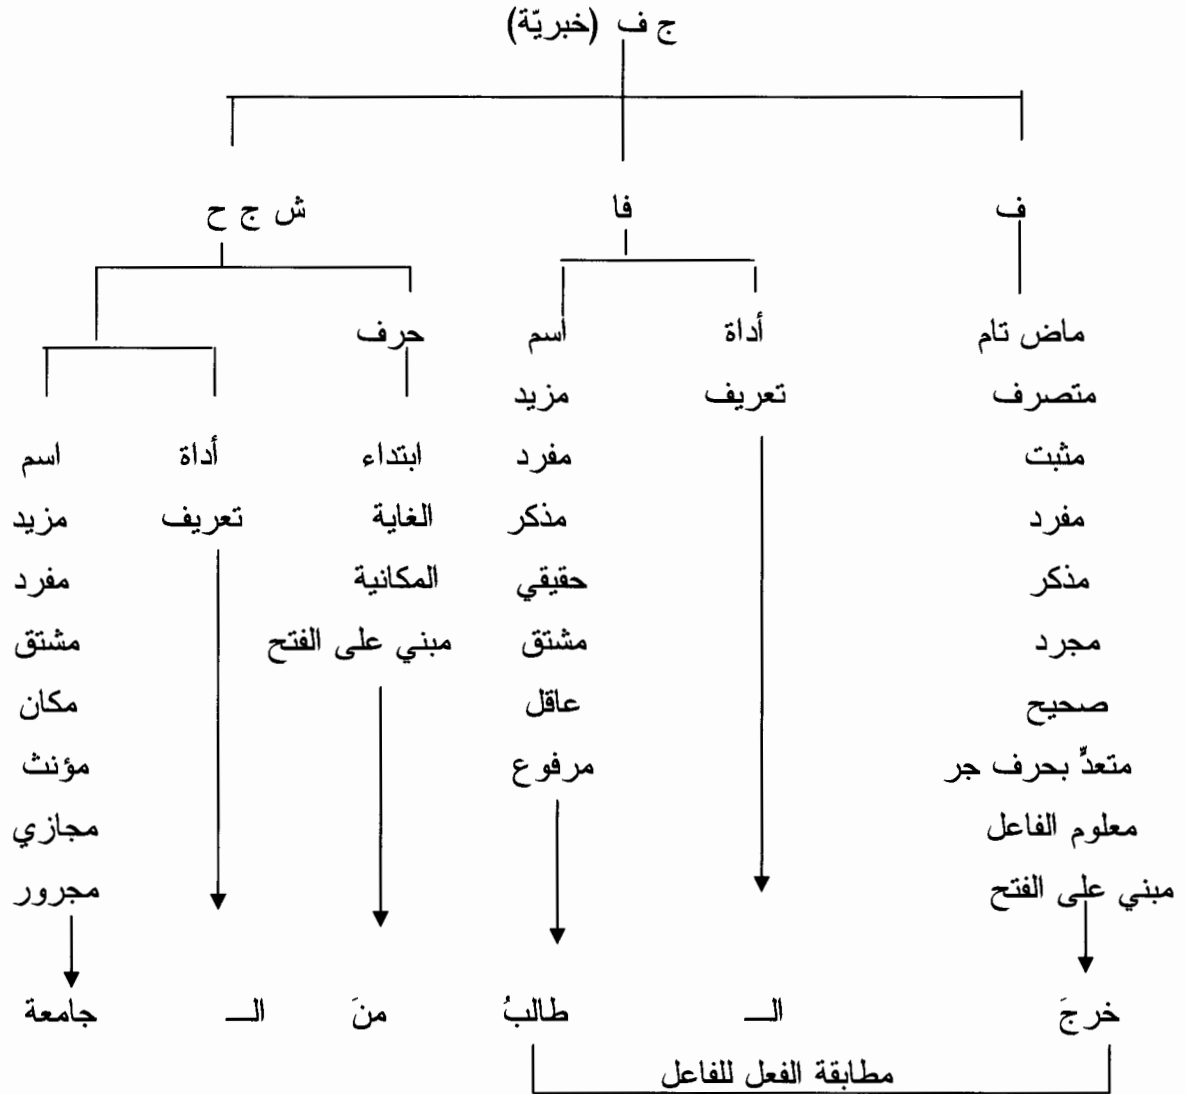 ج ف (خبريّة)
ف فا ش ج ح
ماض تام
متصرف
مثبت
مفرد
مذكر
مجرد
صحيح
متعدٍّ بحرف جر
معلوم الفاعل
مبني على الفتح
أداة
تعريف
اسم
مزيد
مفرد
مذكر
حقيقي
مشتق
عاقل
مرفوع
حرف
ابتداء
الغاية
المكانية
مبني على الفتح
أداة
تعريف
اسم
مزيد
مفرد
مشتق
مكان
مؤنث
مجازي
مجرور
خرجَ الـ طالبُ منَ الـ جامعة
مطابقة الفعل للفاعل